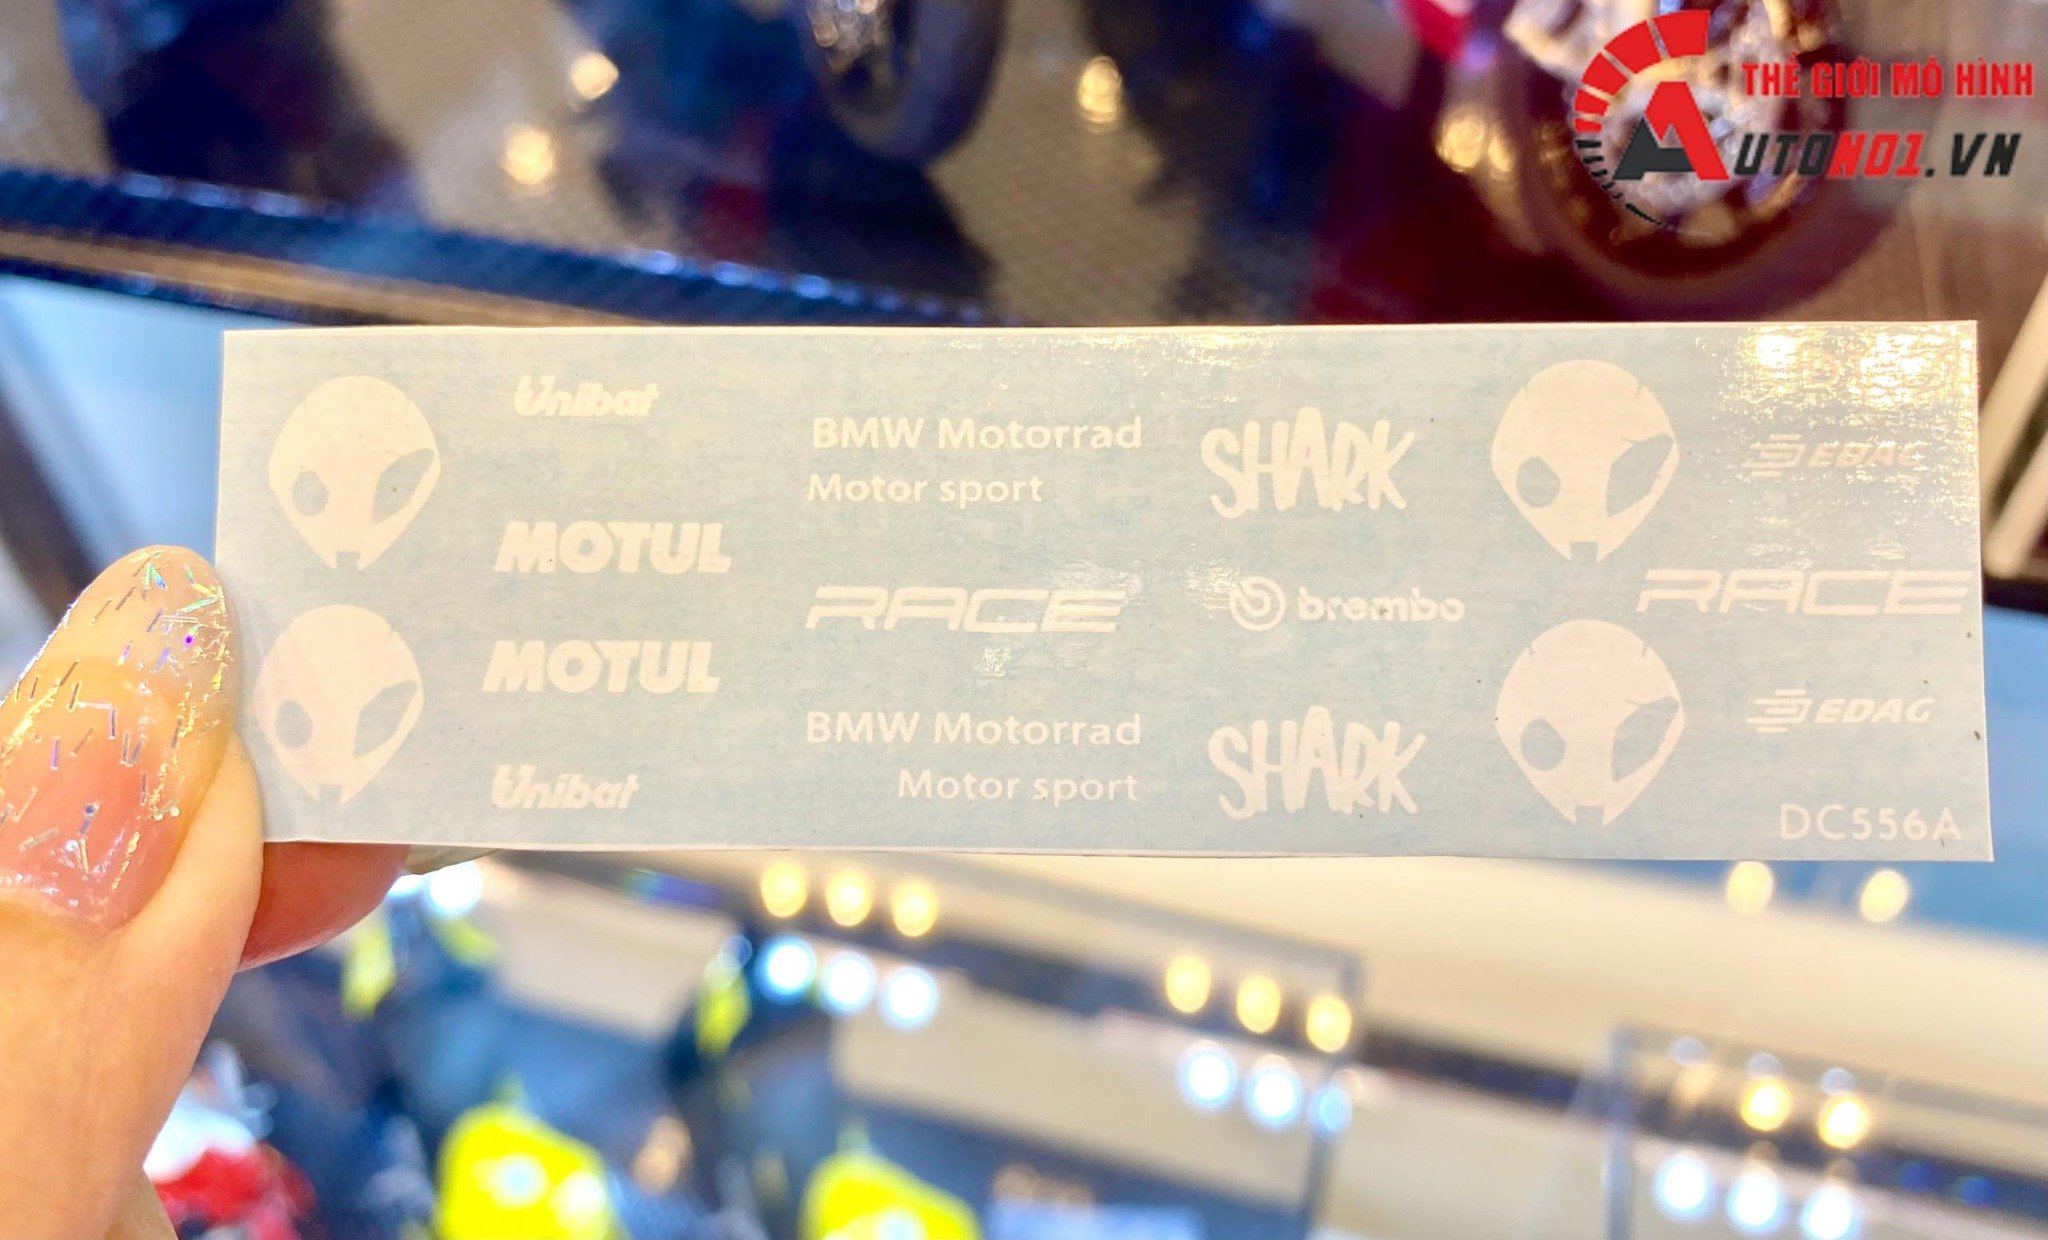 THẾ GIỚI MÔ HÌNH
AUTONO1.VN
Unibat
MOTUL
MOTUL
Unibat
BMW Motorrad
Motor sport
RACE
BMW Motorrad
Motor sport
SHARK
brembo
SHARK
EDAG
RACE
EDAG
DC556A